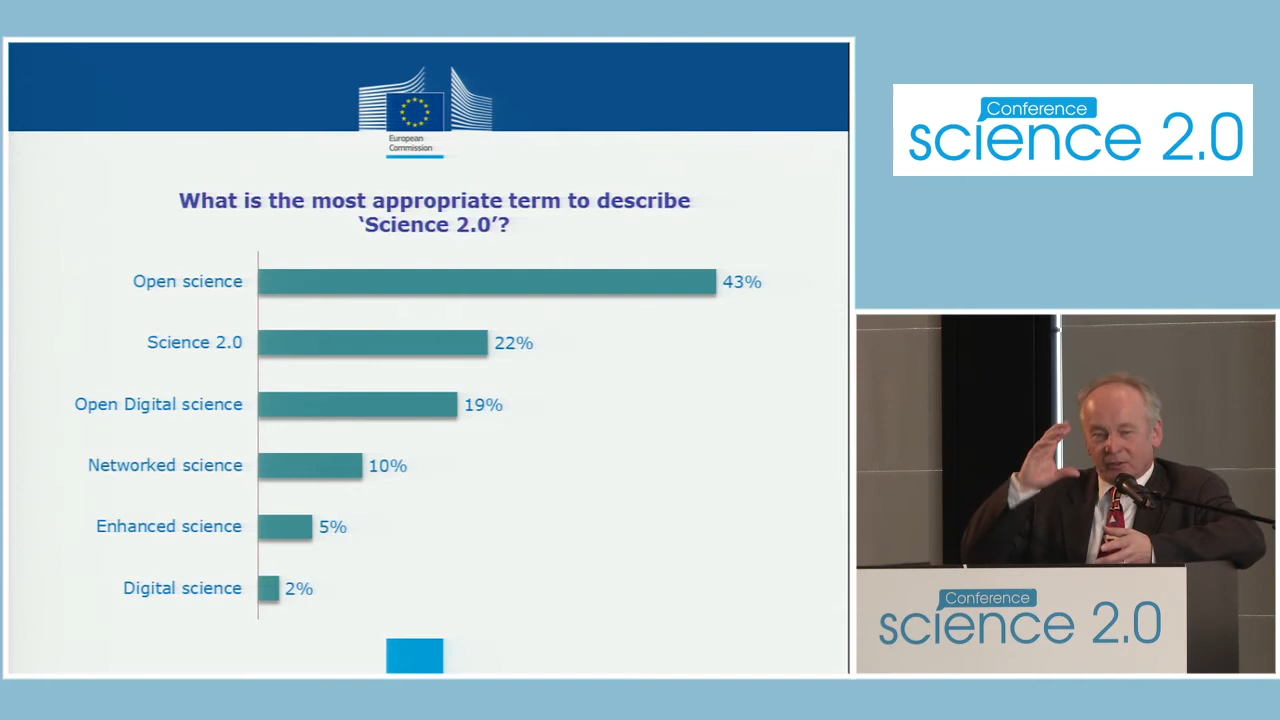 European
Commission
What is the most appropriate term to describe
‘Science 2.0’?
Open science 43%
Science 2.0 22%
Open Digital science 19%
Networked science 10%
Enhanced science 5%
Digital science 2%
Conference
science 2.0
Conference
science 2.0